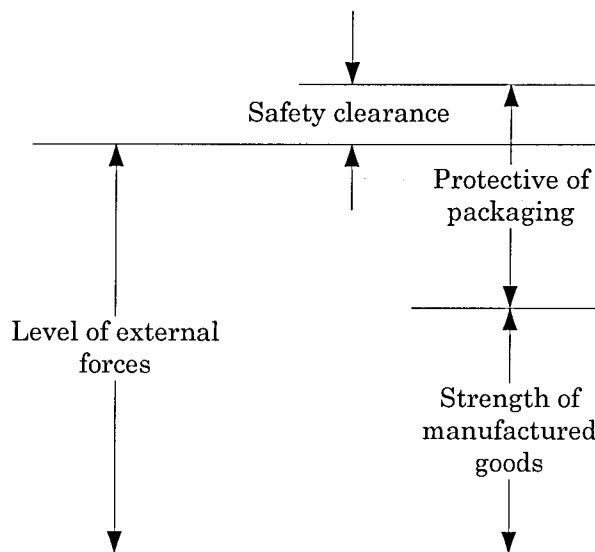 Safety clearance
Protective of
packaging
Level of external
forces
Strength of
manufactured
goods